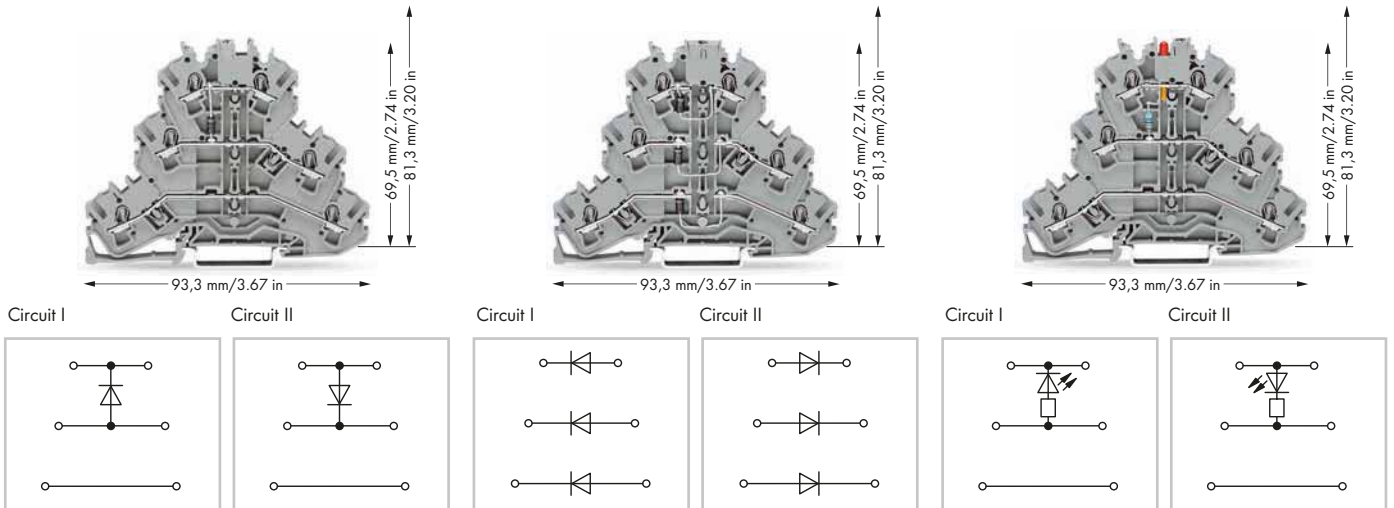 69,5 mm/2.74 in
81,3 mm/3.20 in
93,3 mm/3.67 in
69,5 mm/2.74 in
81,3 mm/3.20 in
93,3 mm/3.67 in
69,5 mm/2.74 in
81,3 mm/3.20 in
93,3 mm/3.67 in
Circuit I
Circuit II
Circuit I
Circuit II
Circuit I
Circuit II